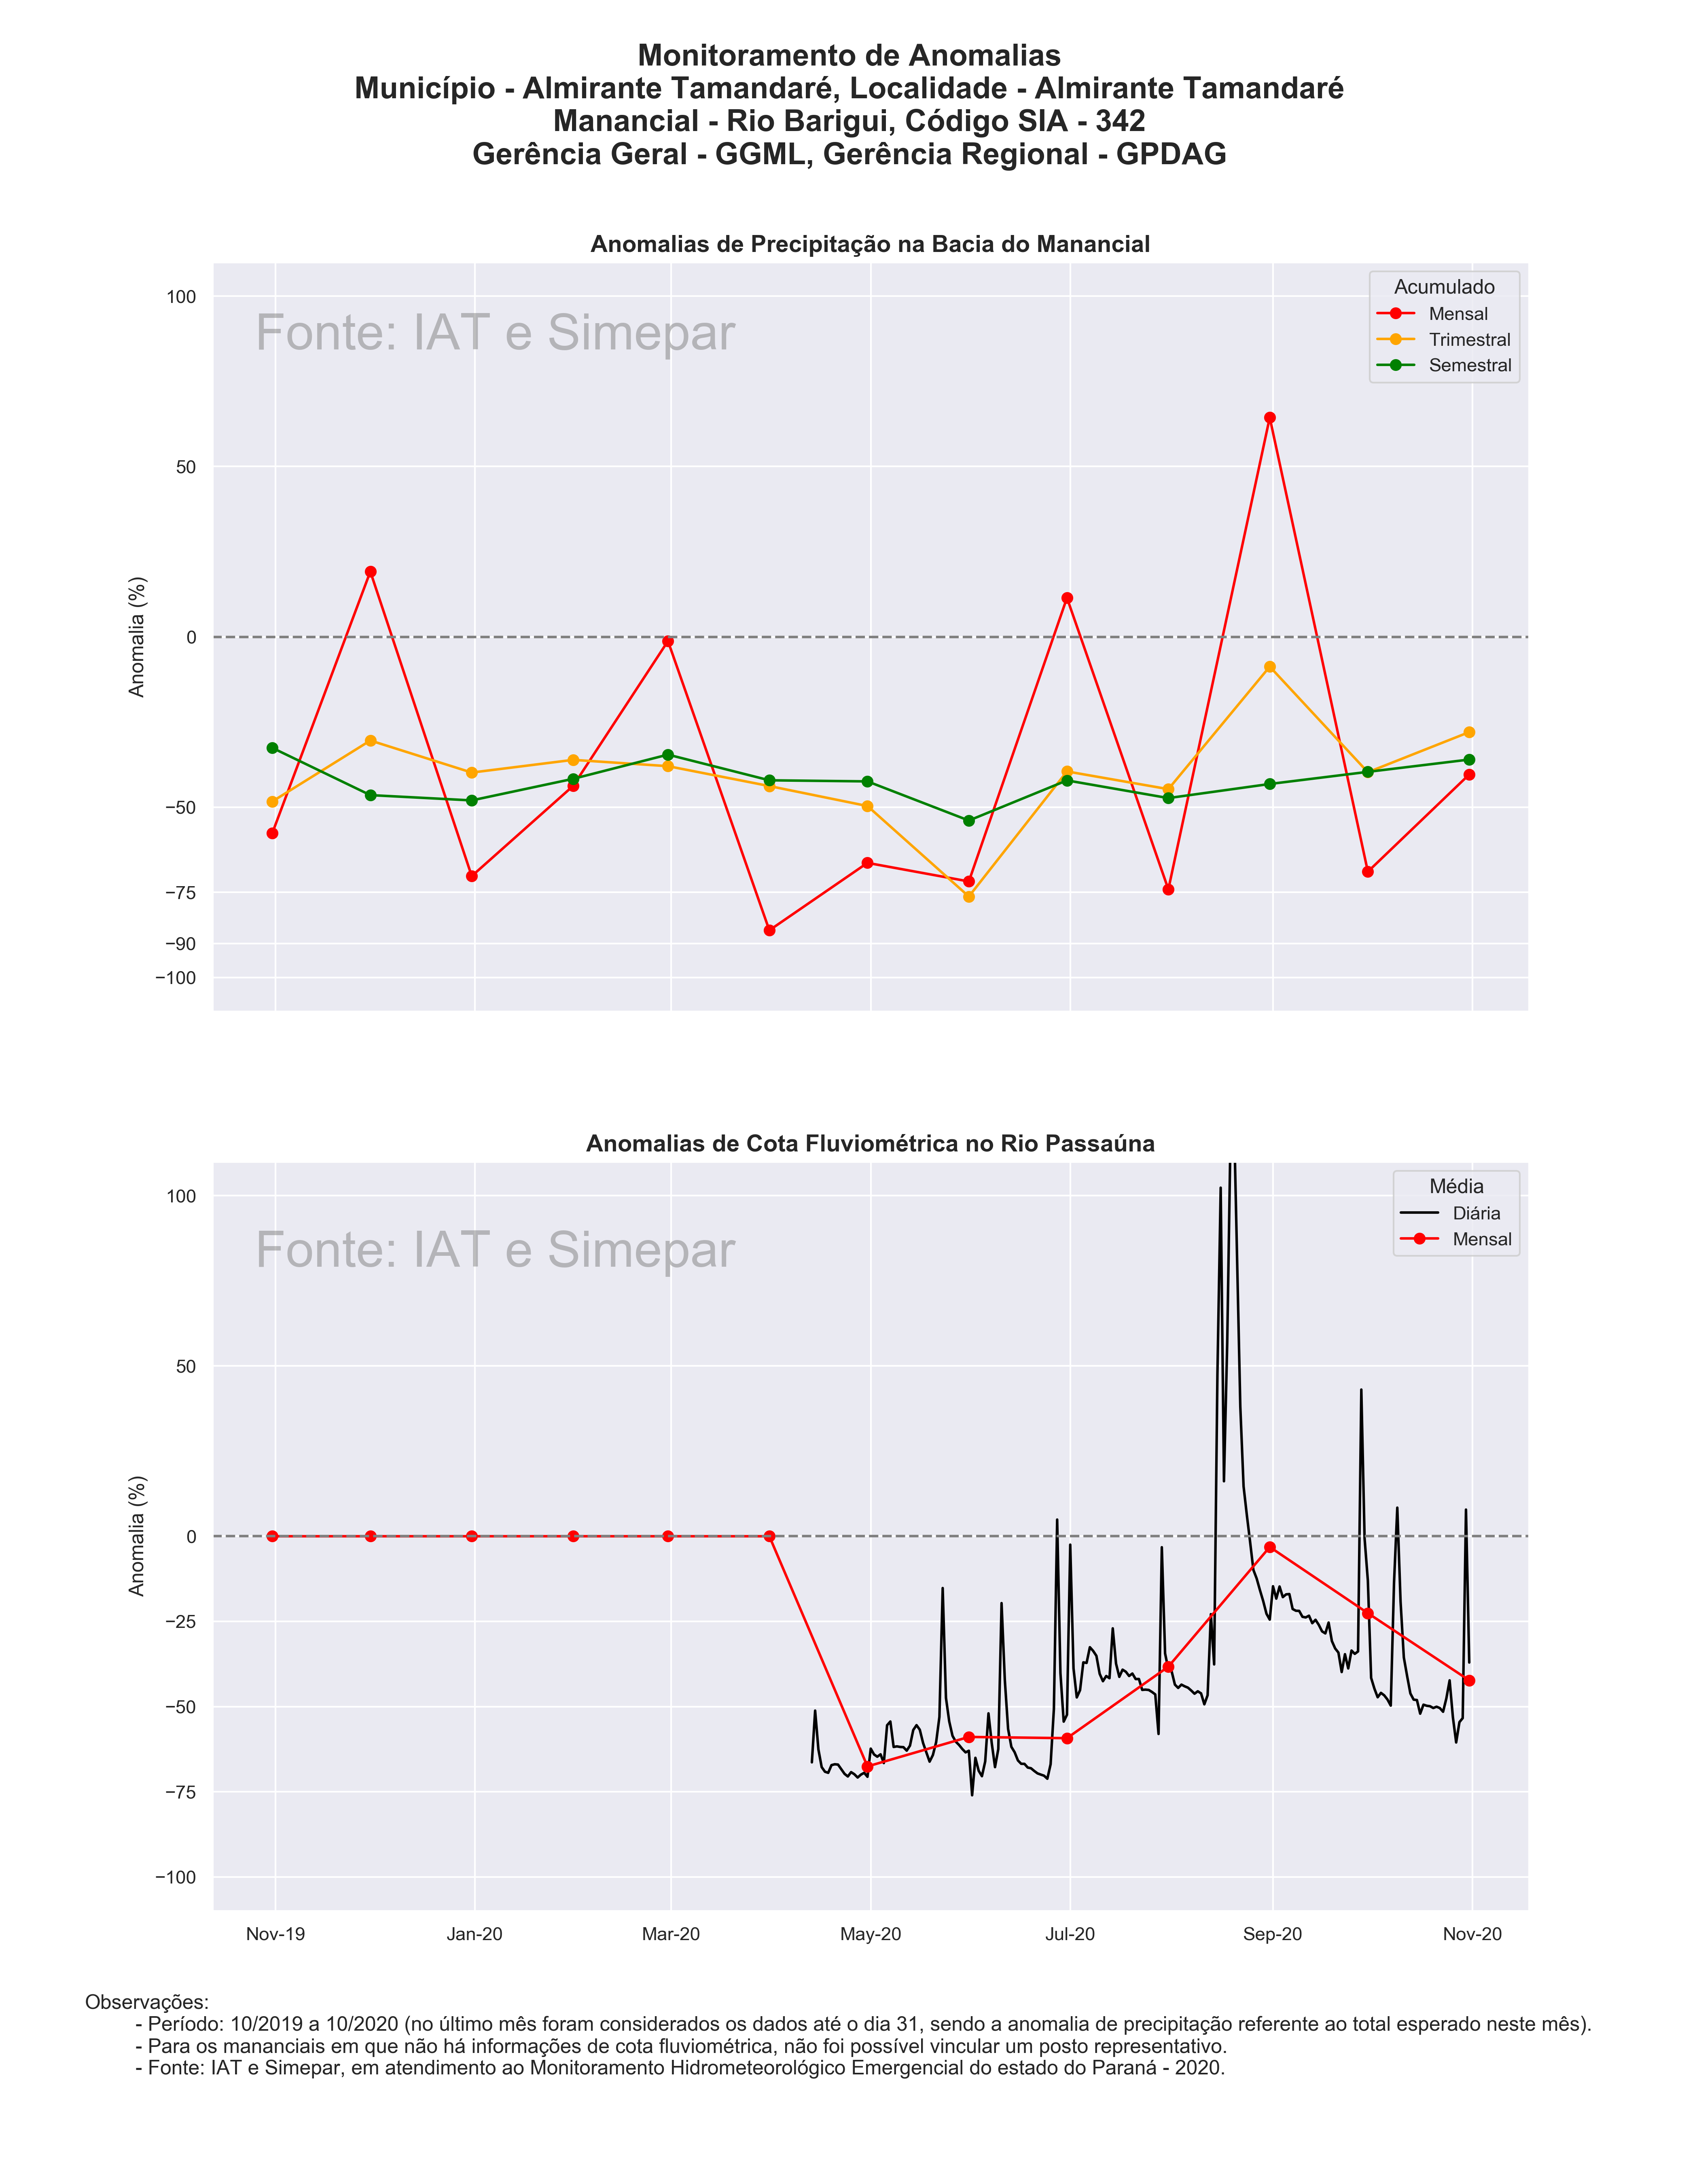 Monitoramento de Anomalias
Município - Almirante Tamandaré, Localidade - Almirante Tamandaré
Manancial - Rio Barigui, Código SIA - 342
Gerência Geral - GGML, Gerência Regional - GPDAG
Anomalias de Precipitação na Bacia do Manancial
Fonte: IAT e Simepar
Acumulado
Mensal
Trimestral
Semestral
Anomalia (%)
100
50
0
−50
−75
−90
−100
Anomalias de Cota Fluviométrica no Rio Passaúna
Fonte: IAT e Simepar
Média
Diária
Mensal
Anomalia (%)
100
50
0
−25
−50
−75
−100
Nov-19 Jan-20 Mar-20 May-20 Jul-20 Sep-20 Nov-20
Observações:
- Período: 10/2019 a 10/2020 (no último mês foram considerados os dados até o dia 31, sendo a anomalia de precipitação referente ao total esperado neste mês).
- Para os mananciais em que não há informações de cota fluviométrica, não foi possível vincular um posto representativo.
- Fonte: IAT e Simepar, em atendimento ao Monitoramento Hidrometeorológico Emergencial do estado do Paraná - 2020.